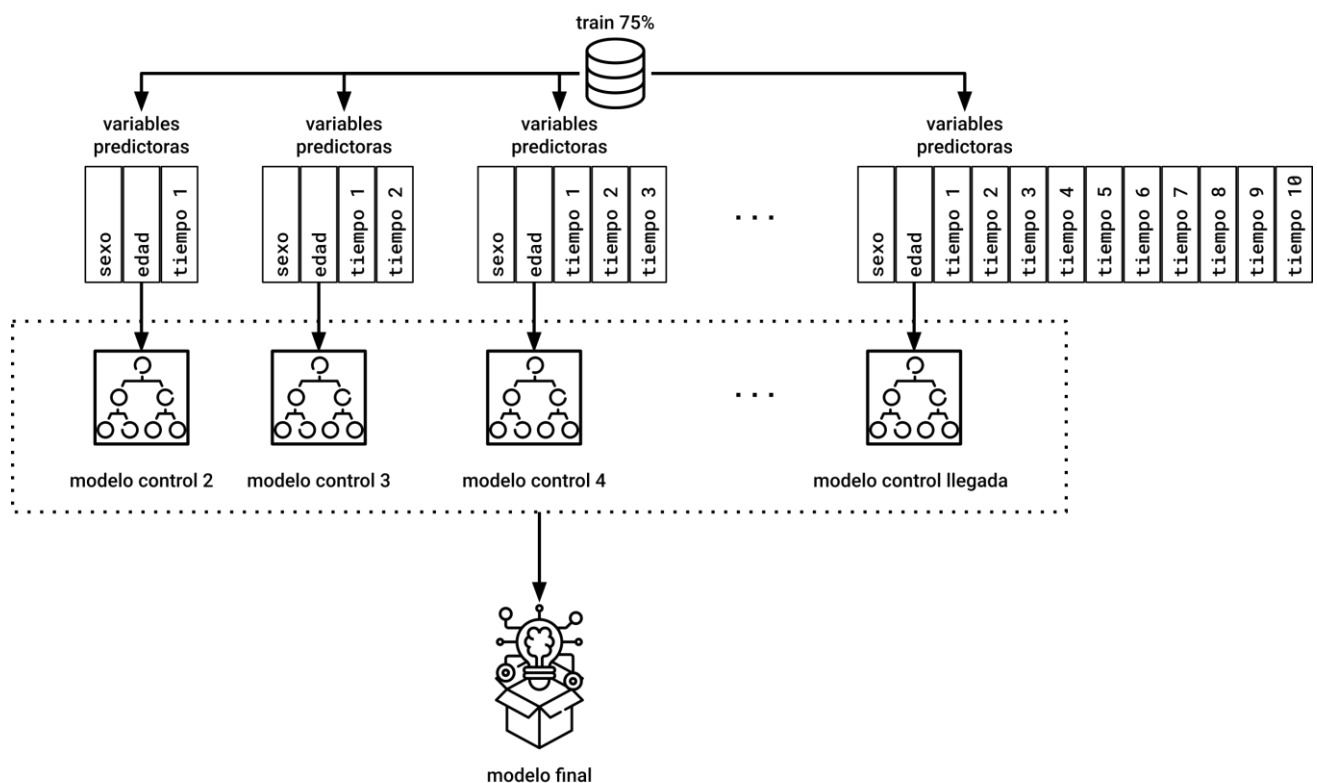 train 75%
variables
predictoras
variables
predictoras
variables
predictoras
variables
predictoras
sexo
edad
tiempo 1
sexo
edad
tiempo 1
tiempo 2
sexo
edad
tiempo 1
tiempo 2
tiempo 3
...
sexo
edad
tiempo 1
tiempo 2
tiempo 3
tiempo 4
tiempo 5
tiempo 6
tiempo 7
tiempo 8
tiempo 9
tiempo 10
...
modelo control 2
modelo control 3
modelo control 4
modelo control llegada
modelo final